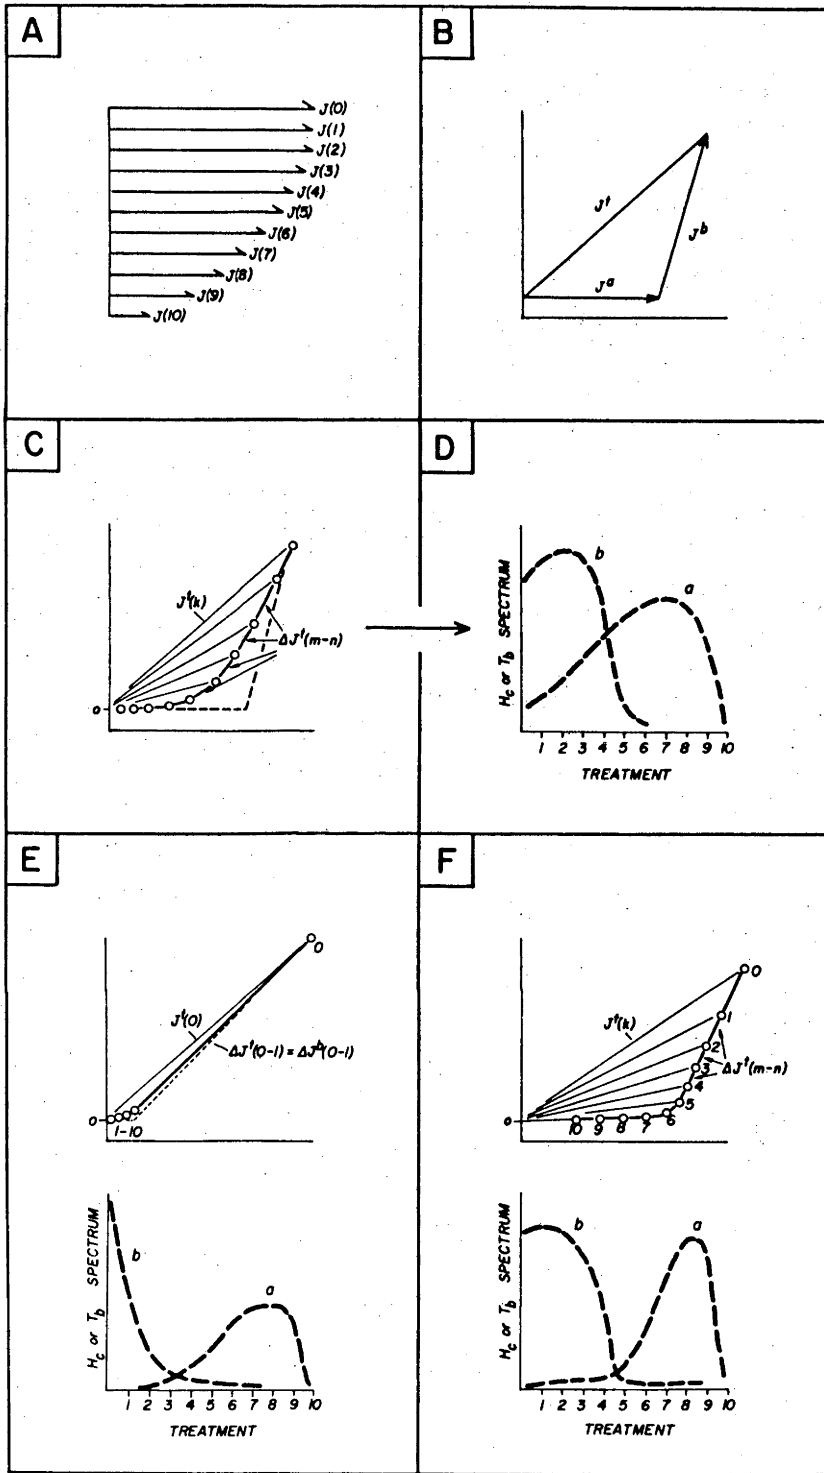 A
J(0)
J(1)
J(2)
J(3)
J(4)
J(5)
J(6)
J(7)
J(8)
J(9)
J(10)
B
J^t
J^b
J^a
C
J^t(k)
ΔJ^t(m-n)
o
D
H_c or T_b SPECTRUM
b
a
1 2 3 4 5 6 7 8 9 10
TREATMENT
E
0
J^t(0)
ΔJ^t(0-1) = ΔJ^b(0-1)
o
1-10
H_c or T_b SPECTRUM
b
a
1 2 3 4 5 6 7 8 9 10
TREATMENT
F
0
J^t(k)
1
2
ΔJ^t(m-n)
3
4
5
o
10 9 8 7 6
H_c or T_b SPECTRUM
b
a
1 2 3 4 5 6 7 8 9 10
TREATMENT